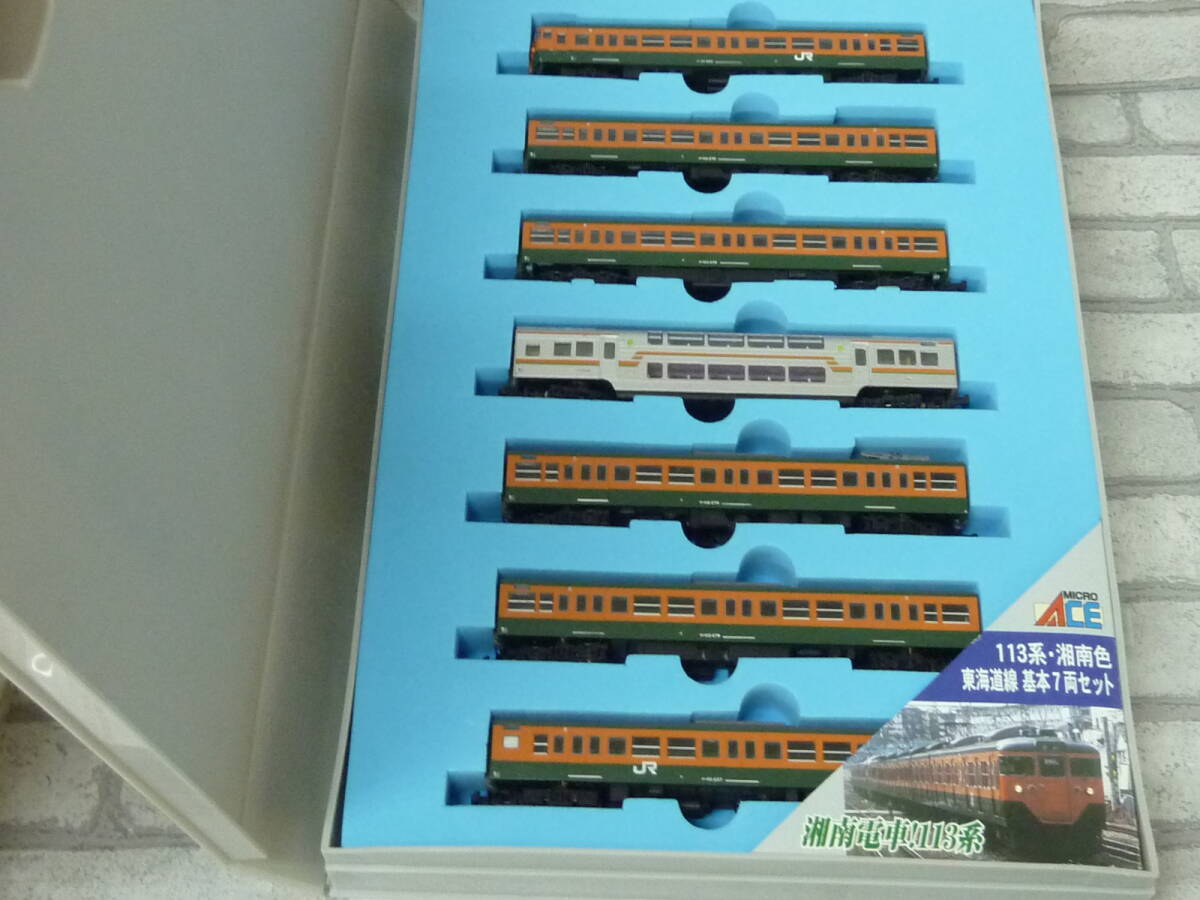 JR
MICRO
ACE
113系・湘南色
東海道線 基本7両セット
JR
湘南電車!113系